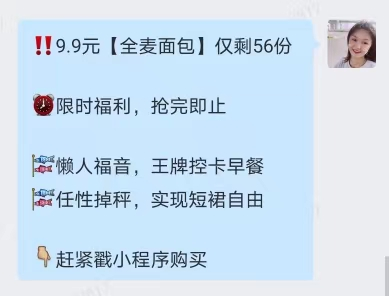 ‼️9.9元【全麦面包】仅剩56份
⏰限时福利，抢完即止
🎏懒人福音，王牌控卡早餐
🎏任性掉秤，实现短裙自由
👇🏼赶紧戳小程序购买